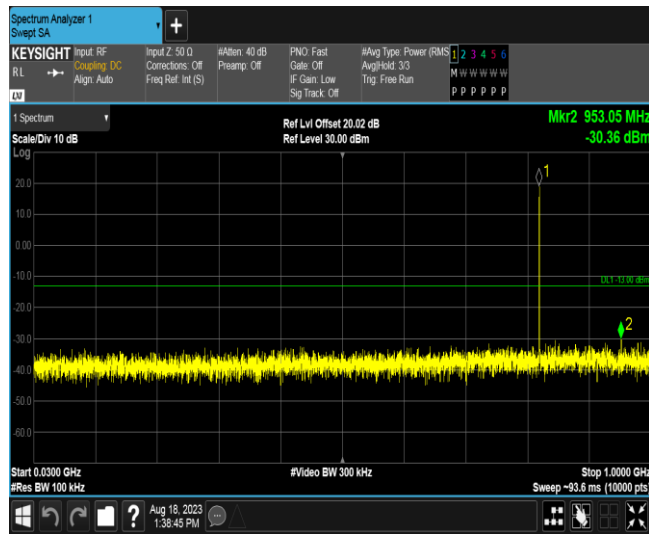 Spectrum Analyzer 1
Swept SA
KEYSIGHT
RL
LXI
Input: RF
Coupling: DC
Align: Auto
Input Z: 50 Ω
Corrections: Off
Freq Ref: Int (S)
#Atten: 40 dB
Preamp: Off
PNO: Fast
Gate: Off
IF Gain: Low
Sig Track: Off
#Avg Type: Power (RMS
Avg|Hold: 3/3
Trig: Free Run
1 2 3 4 5 6
M W W W W W
P P P P P P
1 Spectrum
Scale/Div 10 dB
Log
Ref Lvl Offset 20.02 dB
Ref Level 30.00 dBm
Mkr2 953.05 MHz
-30.36 dBm
1
20.0
10.0
0.00
-10.0
DL1 -13.00 dBm
-20.0
2
-30.0
-40.0
-50.0
-60.0
Start 0.0300 GHz
#Video BW 300 kHz
Stop 1.0000 GHz
#Res BW 100 kHz
Sweep ~93.6 ms (10000 pts)
?
Aug 18, 2023
1:38:45 PM